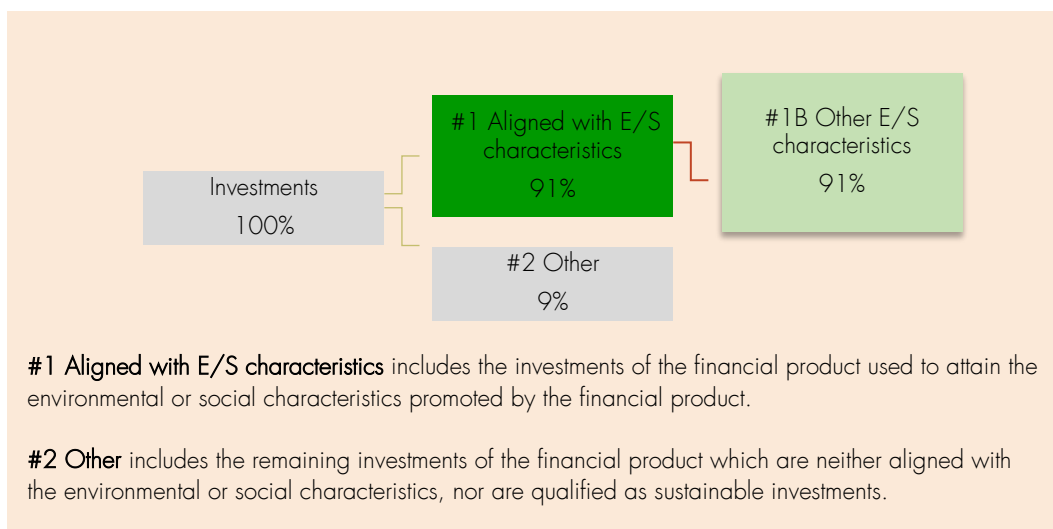 #1 Aligned with E/S
characteristics
91%
#1B Other E/S
characteristics
91%
Investments
100%
#2 Other
9%
#1 Aligned with E/S characteristics includes the investments of the financial product used to attain the
environmental or social characteristics promoted by the financial product.
#2 Other includes the remaining investments of the financial product which are neither aligned with
the environmental or social characteristics, nor are qualified as sustainable investments.